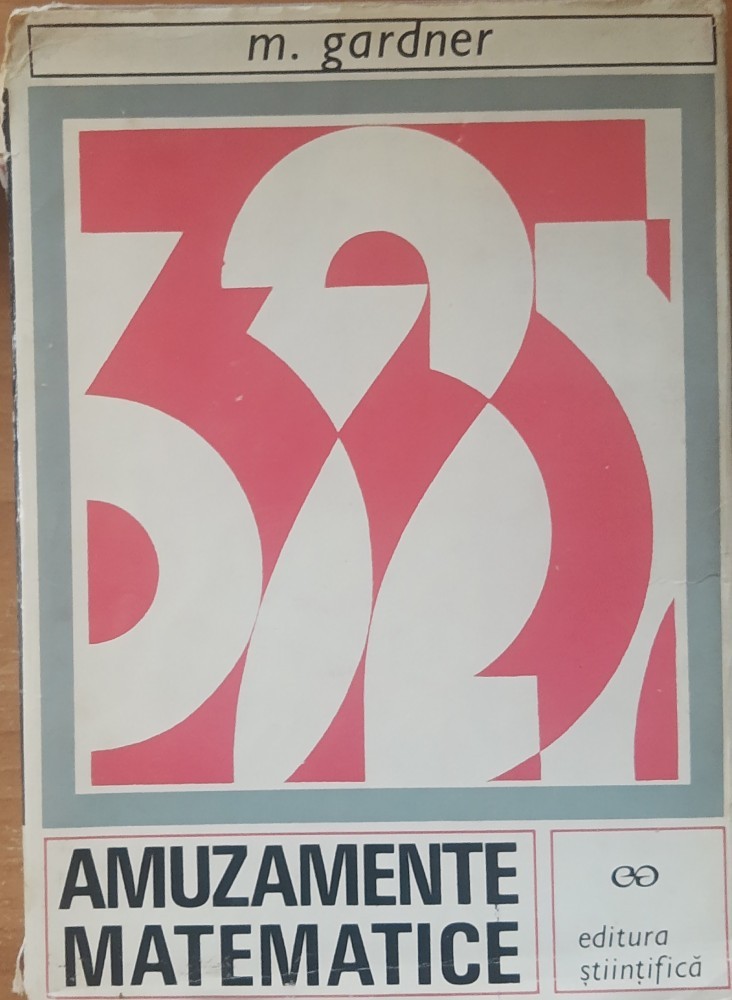 m. gardner
AMUZAMENTE
MATEMATICE
editura
științifică